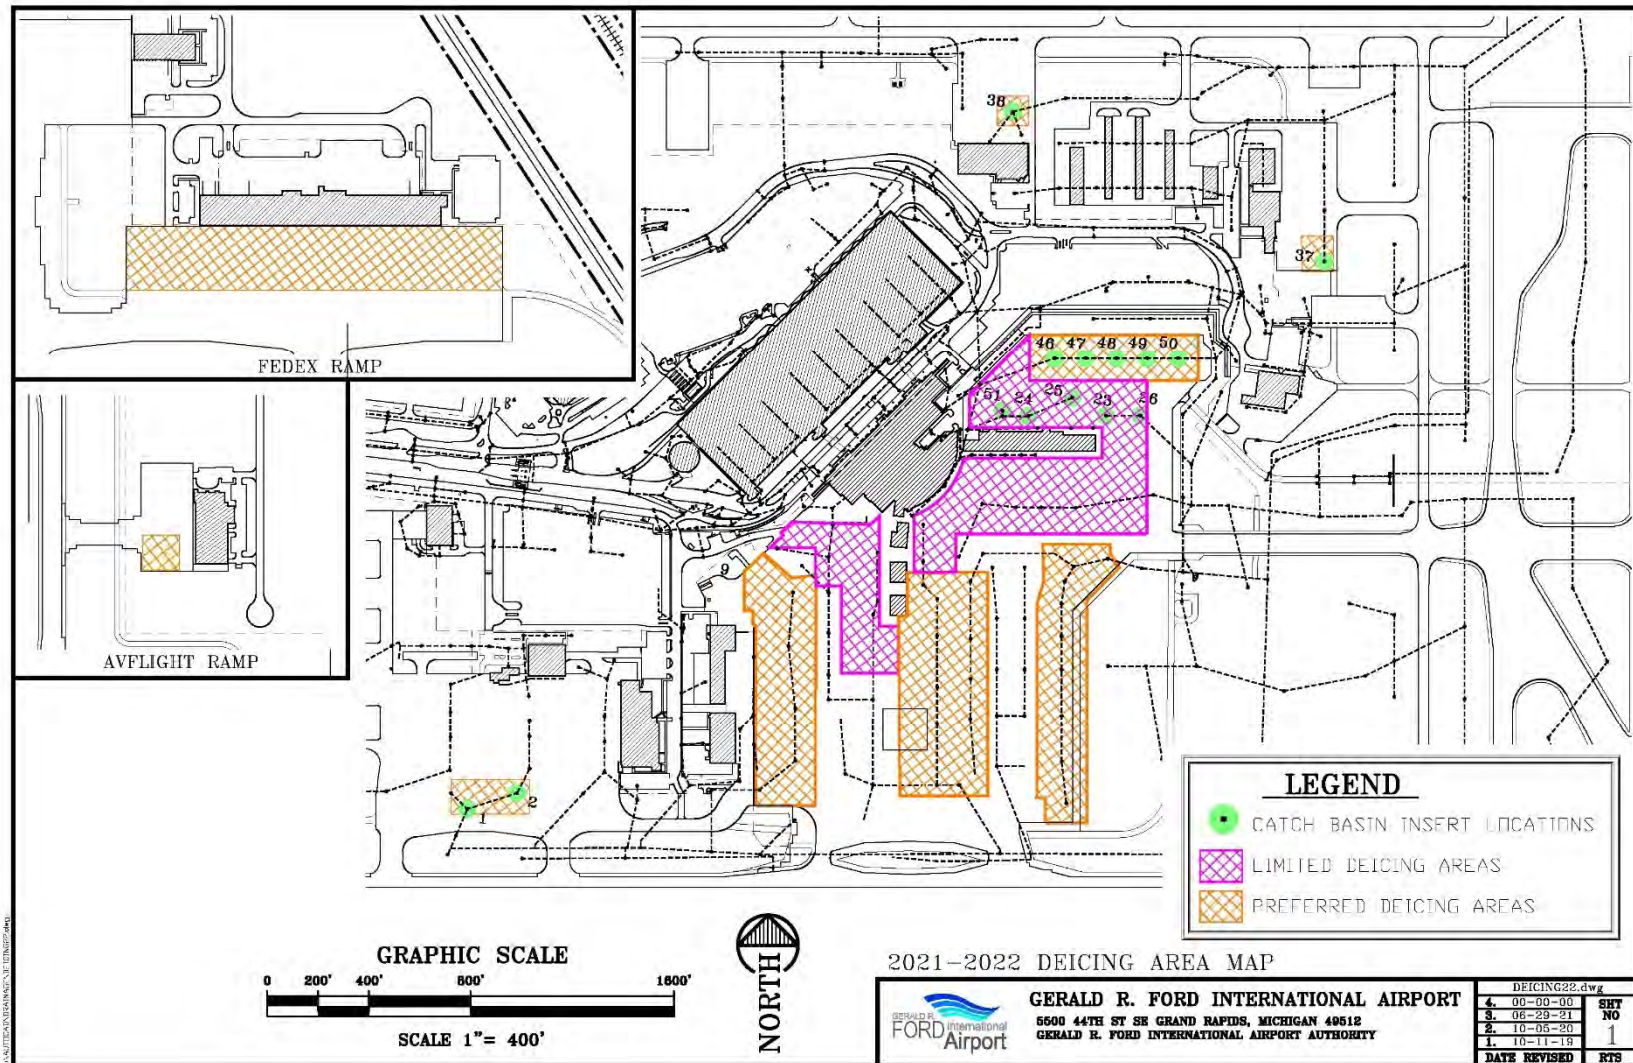 FEDEX RAMP
AVFLIGHT RAMP
38
37
46 47 48 49 50
51 24 25 23 26
9
1 2
LEGEND
CATCH BASIN INSERT LOCATIONS
LIMITED DEICING AREAS
PREFERRED DEICING AREAS
GRAPHIC SCALE
0 200' 400' 800' 1600'
SCALE 1"= 400'
NORTH
2021-2022 DEICING AREA MAP
GERALD R.
FORD International
Airport
GERALD R. FORD INTERNATIONAL AIRPORT
5500 44TH ST SE GRAND RAPIDS, MICHIGAN 49512
GERALD R. FORD INTERNATIONAL AIRPORT AUTHORITY
DEICING22.dwg
4. 00-00-00
3. 06-29-21
2. 10-05-20
1. 10-11-19
DATE REVISED
SHT
NO
1
RTS